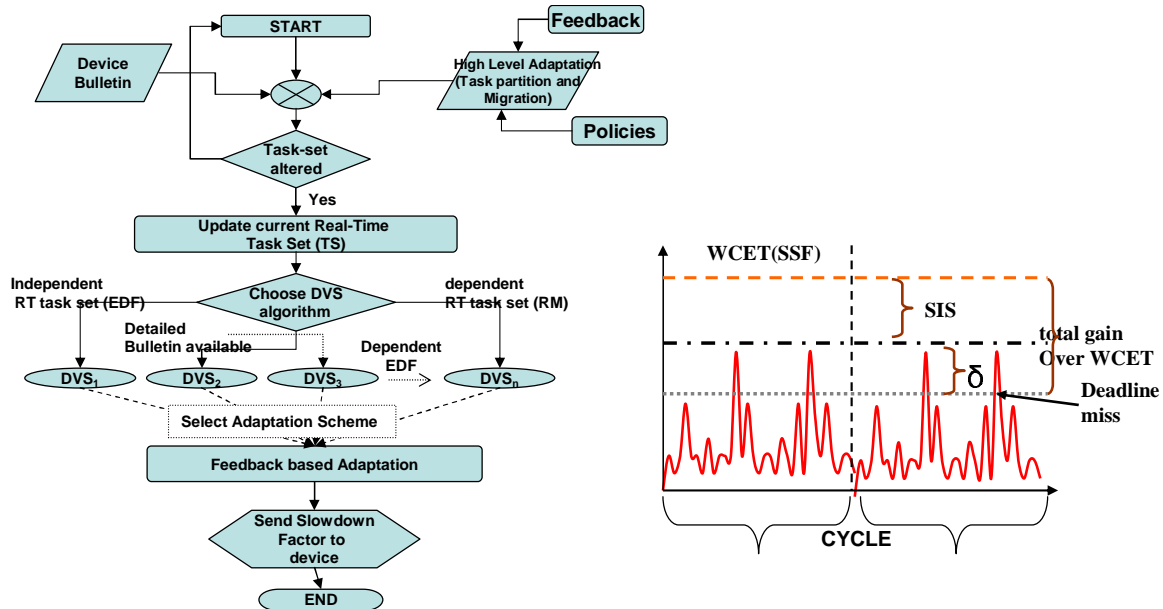 START
Feedback
Device
Bulletin
High Level Adaptation
(Task partition and
Migration)
Policies
Task-set
altered
Yes
Update current Real-Time
Task Set (TS)
Independent
RT task set (EDF)
Choose DVS
algorithm
dependent
RT task set (RM)
Detailed
Bulletin available
Dependent
EDF
DVS1
DVS2
DVS3
DVSn
Select Adaptation Scheme
Feedback based Adaptation
Send Slowdown
Factor to
device
END
WCET(SSF)
SIS
total gain
Over WCET
δ
Deadline
miss
CYCLE